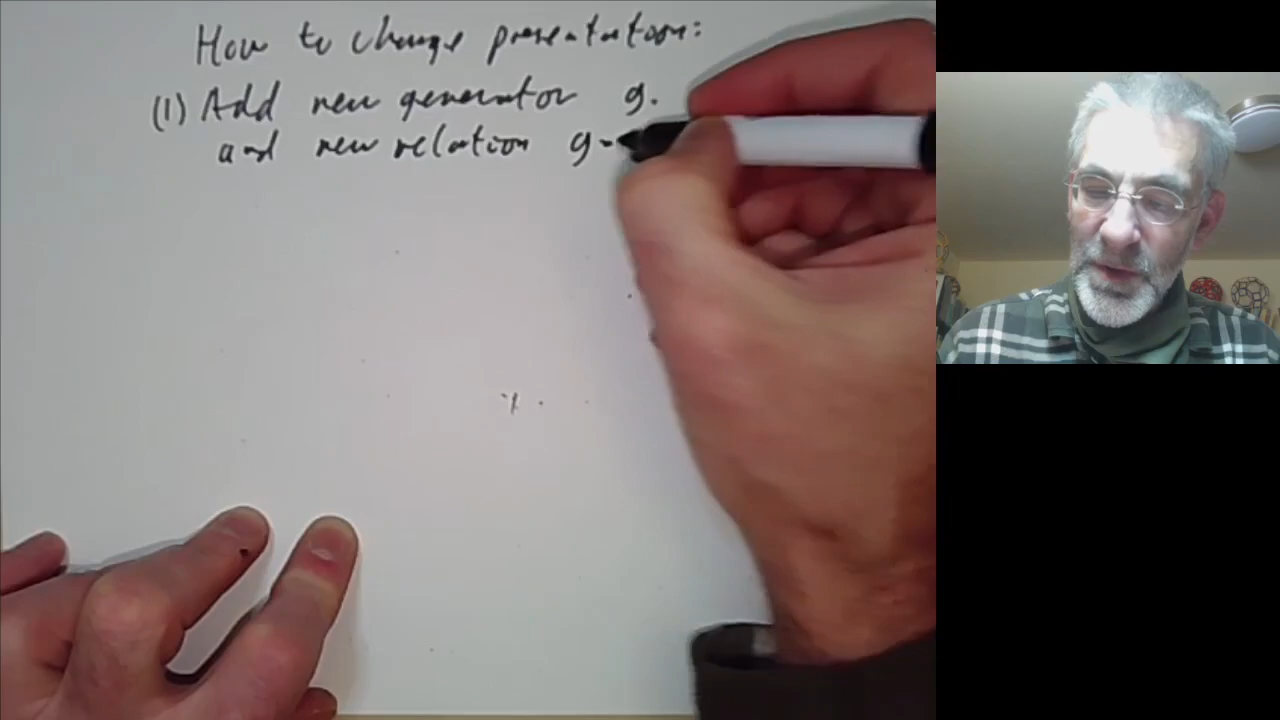 How to change presentation:
(1) Add new generator g.
and new relation g-